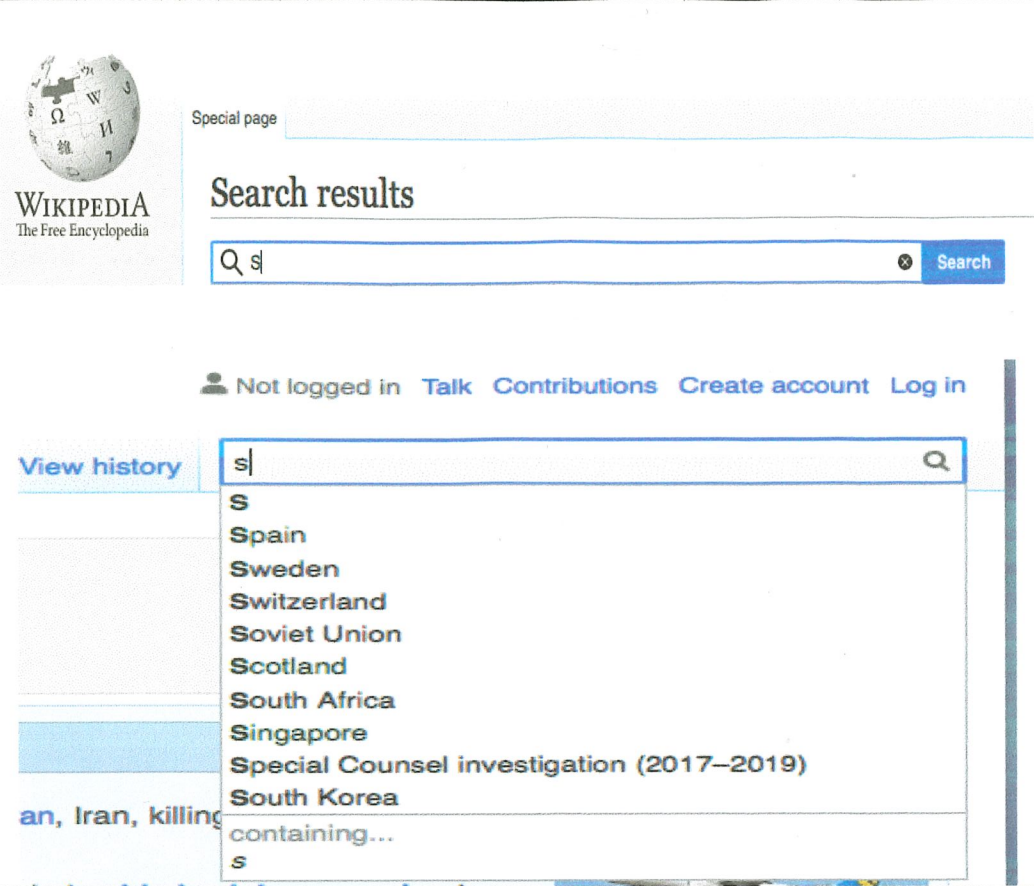 WIKIPEDIA
The Free Encyclopedia
Special page
Search results
s
Search
Not logged in Talk Contributions Create account Log in
View history
s
S
Spain
Sweden
Switzerland
Soviet Union
Scotland
South Africa
Singapore
Special Counsel investigation (2017–2019)
South Korea
an, Iran, killing
containing...
s